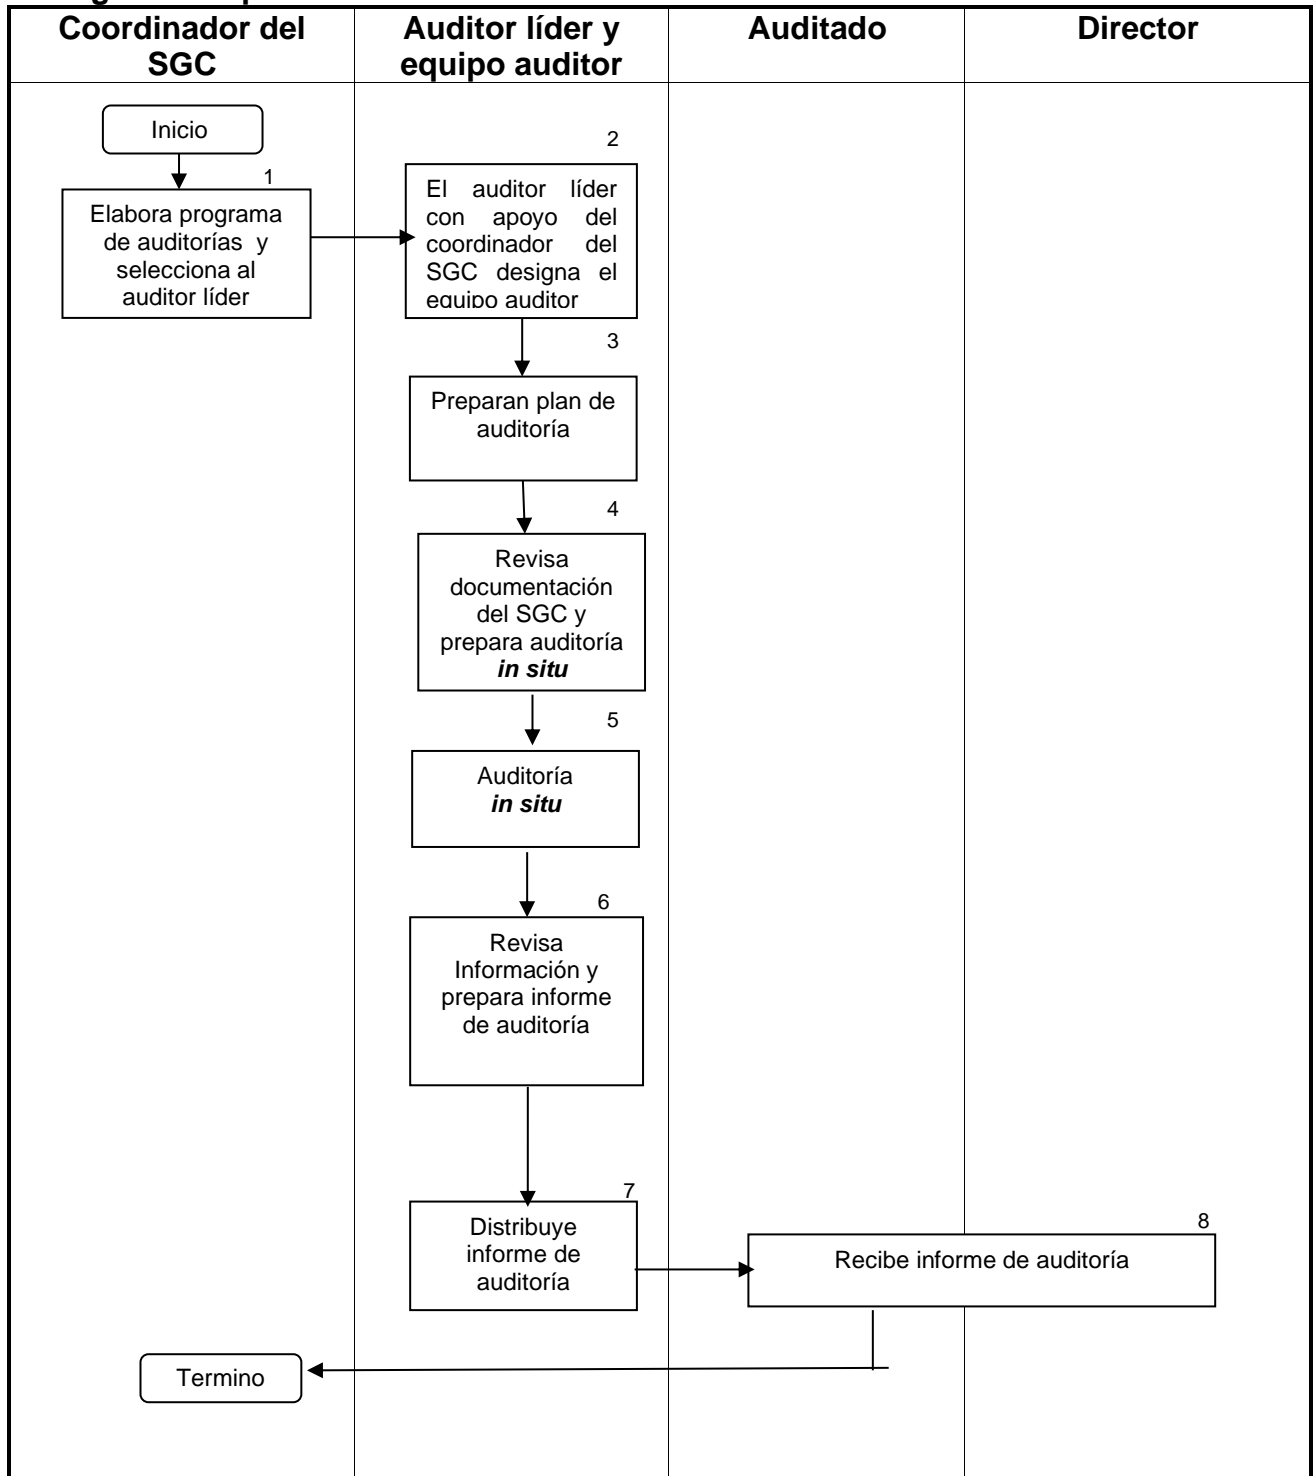 Coordinador del
SGC
Auditor líder y
equipo auditor
Auditado
Director
Inicio
1
Elabora programa
de auditorías y
selecciona al
auditor líder
2
El auditor líder
con apoyo del
coordinador del
SGC designa el
equipo auditor
3
Preparan plan de
auditoría
4
Revisa
documentación
del SGC y
prepara auditoría
in situ
5
Auditoría
in situ
6
Revisa
Información y
prepara informe
de auditoría
7
Distribuye
informe de
auditoría
8
Recibe informe de auditoría
Termino